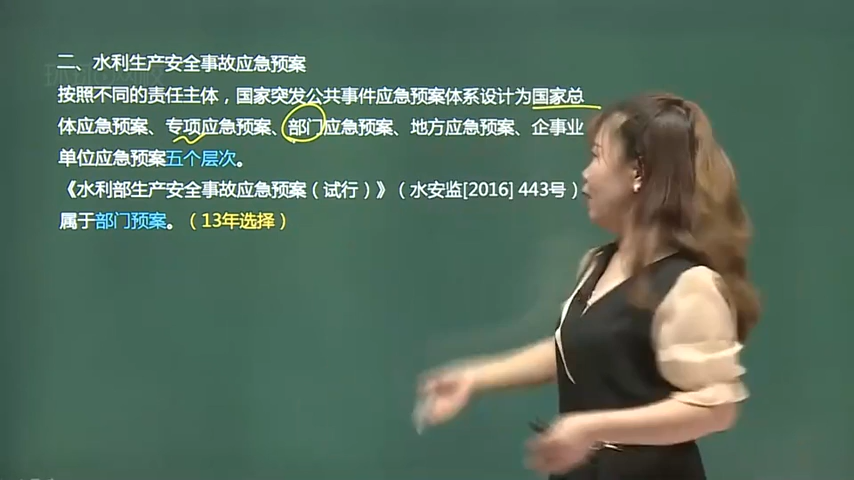 二、水利生产安全事故应急预案
按照不同的责任主体，国家突发公共事件应急预案体系设计为国家总
体应急预案、专项应急预案、部门应急预案、地方应急预案、企事业
单位应急预案五个层次。
《水利部生产安全事故应急预案（试行）》（水安监[2016] 443号）
属于部门预案。（13年选择）